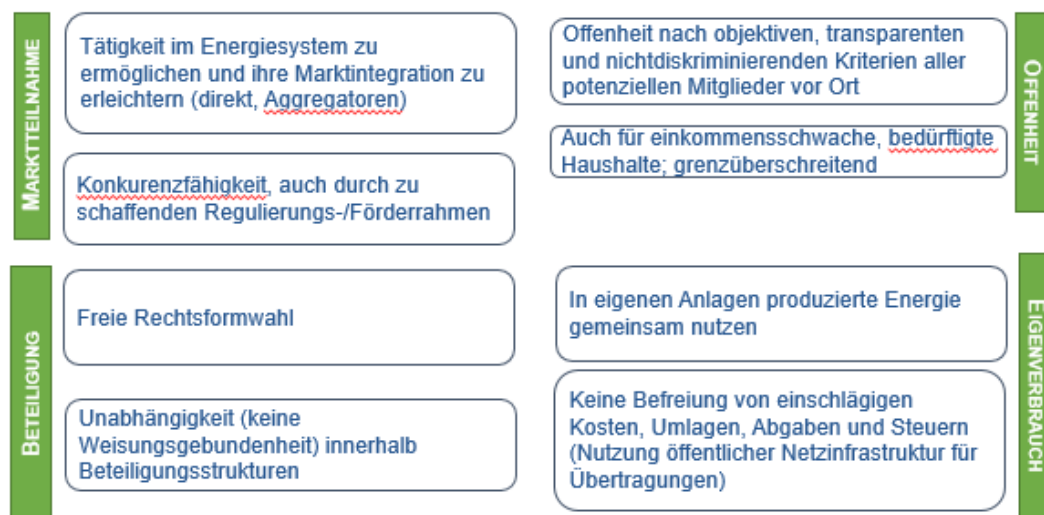 MARKTTEILNAHME
Tätigkeit im Energiesystem zu
ermöglichen und ihre Marktintegration zu
erleichtern (direkt, Aggregatoren)
Konkurenzfähigkeit, auch durch zu
schaffenden Regulierungs-/Förderrahmen
Offenheit nach objektiven, transparenten
und nichtdiskriminierenden Kriterien aller
potenziellen Mitglieder vor Ort
Auch für einkommensschwache, bedürftigte
Haushalte; grenzüberschreitend
OFFENHEIT
BETEILIGUNG
Freie Rechtsformwahl
Unabhängigkeit (keine
Weisungsgebundenheit) innerhalb
Beteiligungsstrukturen
In eigenen Anlagen produzierte Energie
gemeinsam nutzen
Keine Befreiung von einschlägigen
Kosten, Umlagen, Abgaben und Steuern
(Nutzung öffentlicher Netzinfrastruktur für
Übertragungen)
EIGENVERBRAUCH